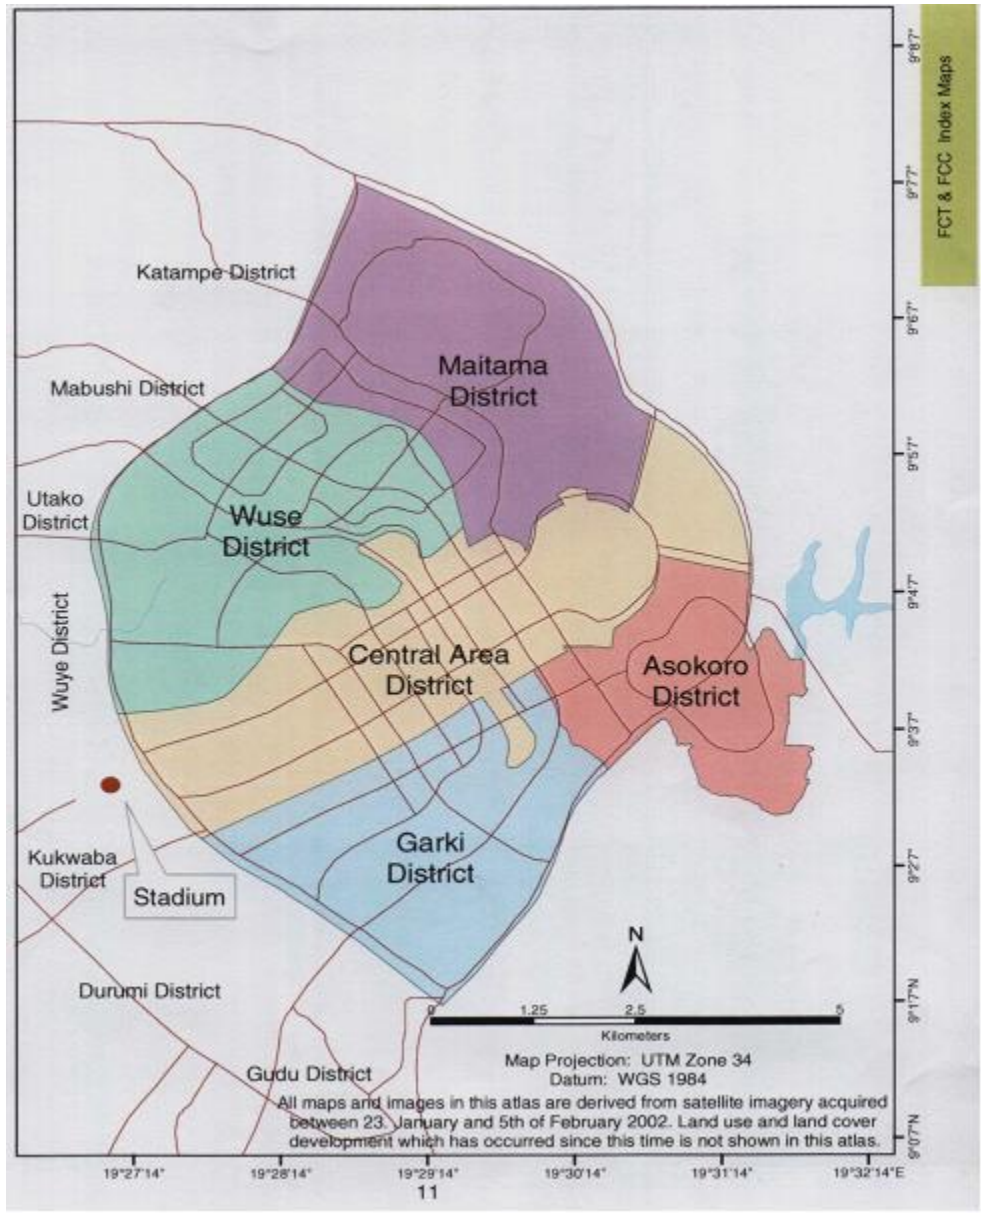 FCT & FCC Index Maps
9°8'7"
9°7'7"
Katampe District
9°6'7"
Maitama
District
Mabushi District
9°5'7"
Utako
District
Wuse
District
9°4'7"
Wuye District
Central Area
District
Asokoro
District
9°3'7"
Garki
District
Kukwaba
District
9°2'7"
Stadium
N
Durumi District
9°1'7"N
0 1.25 2.5 5
Kilometers
Map Projection: UTM Zone 34
Datum: WGS 1984
Gudu District
All maps and images in this atlas are derived from satellite imagery acquired
between 23. January and 5th of February 2002. Land use and land cover
development which has occurred since this time is not shown in this atlas.
9°0'7"N
19°27'14" 19°28'14" 19°29'14" 19°30'14" 19°31'14" 19°32'14"E
11